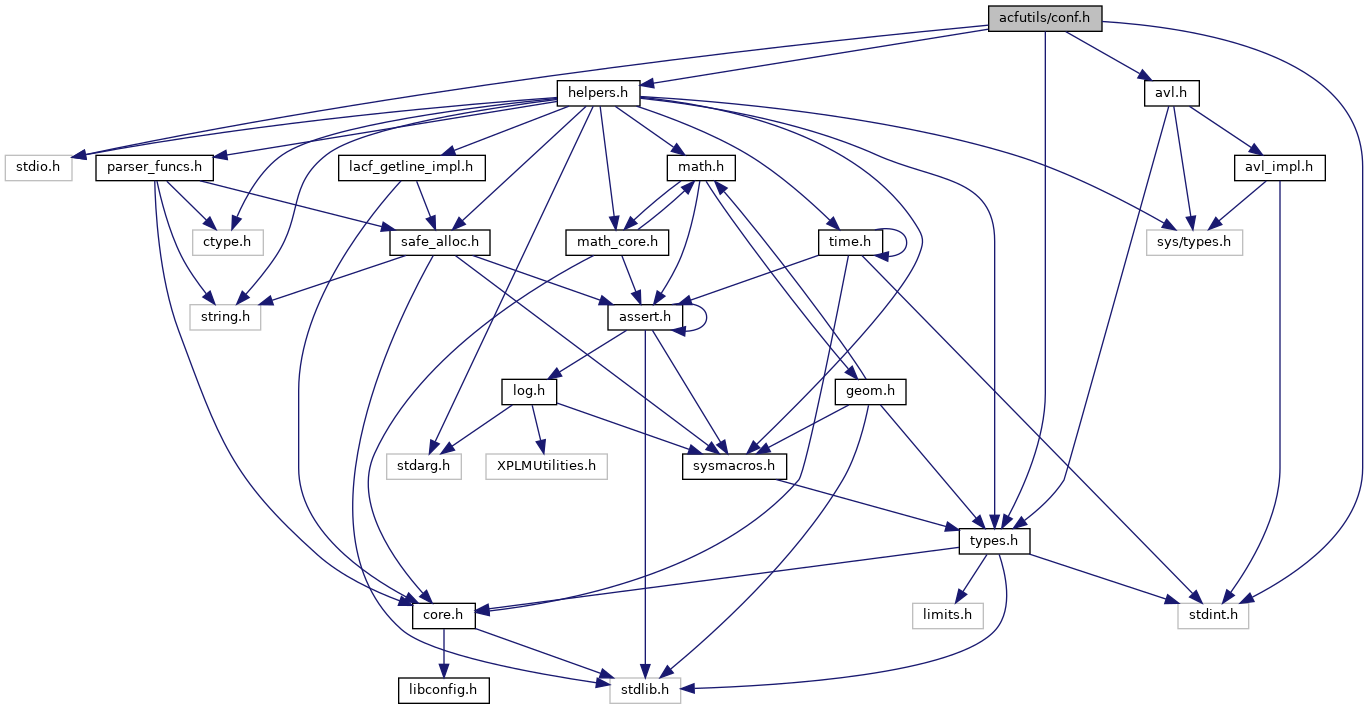 acfutils/conf.h
helpers.h
avl.h
stdio.h
parser_funcs.h
lacf_getline_impl.h
math.h
avl_impl.h
ctype.h
safe_alloc.h
math_core.h
time.h
sys/types.h
string.h
assert.h
log.h
geom.h
stdarg.h
XPLMUtilities.h
sysmacros.h
types.h
core.h
limits.h
stdint.h
libconfig.h
stdlib.h